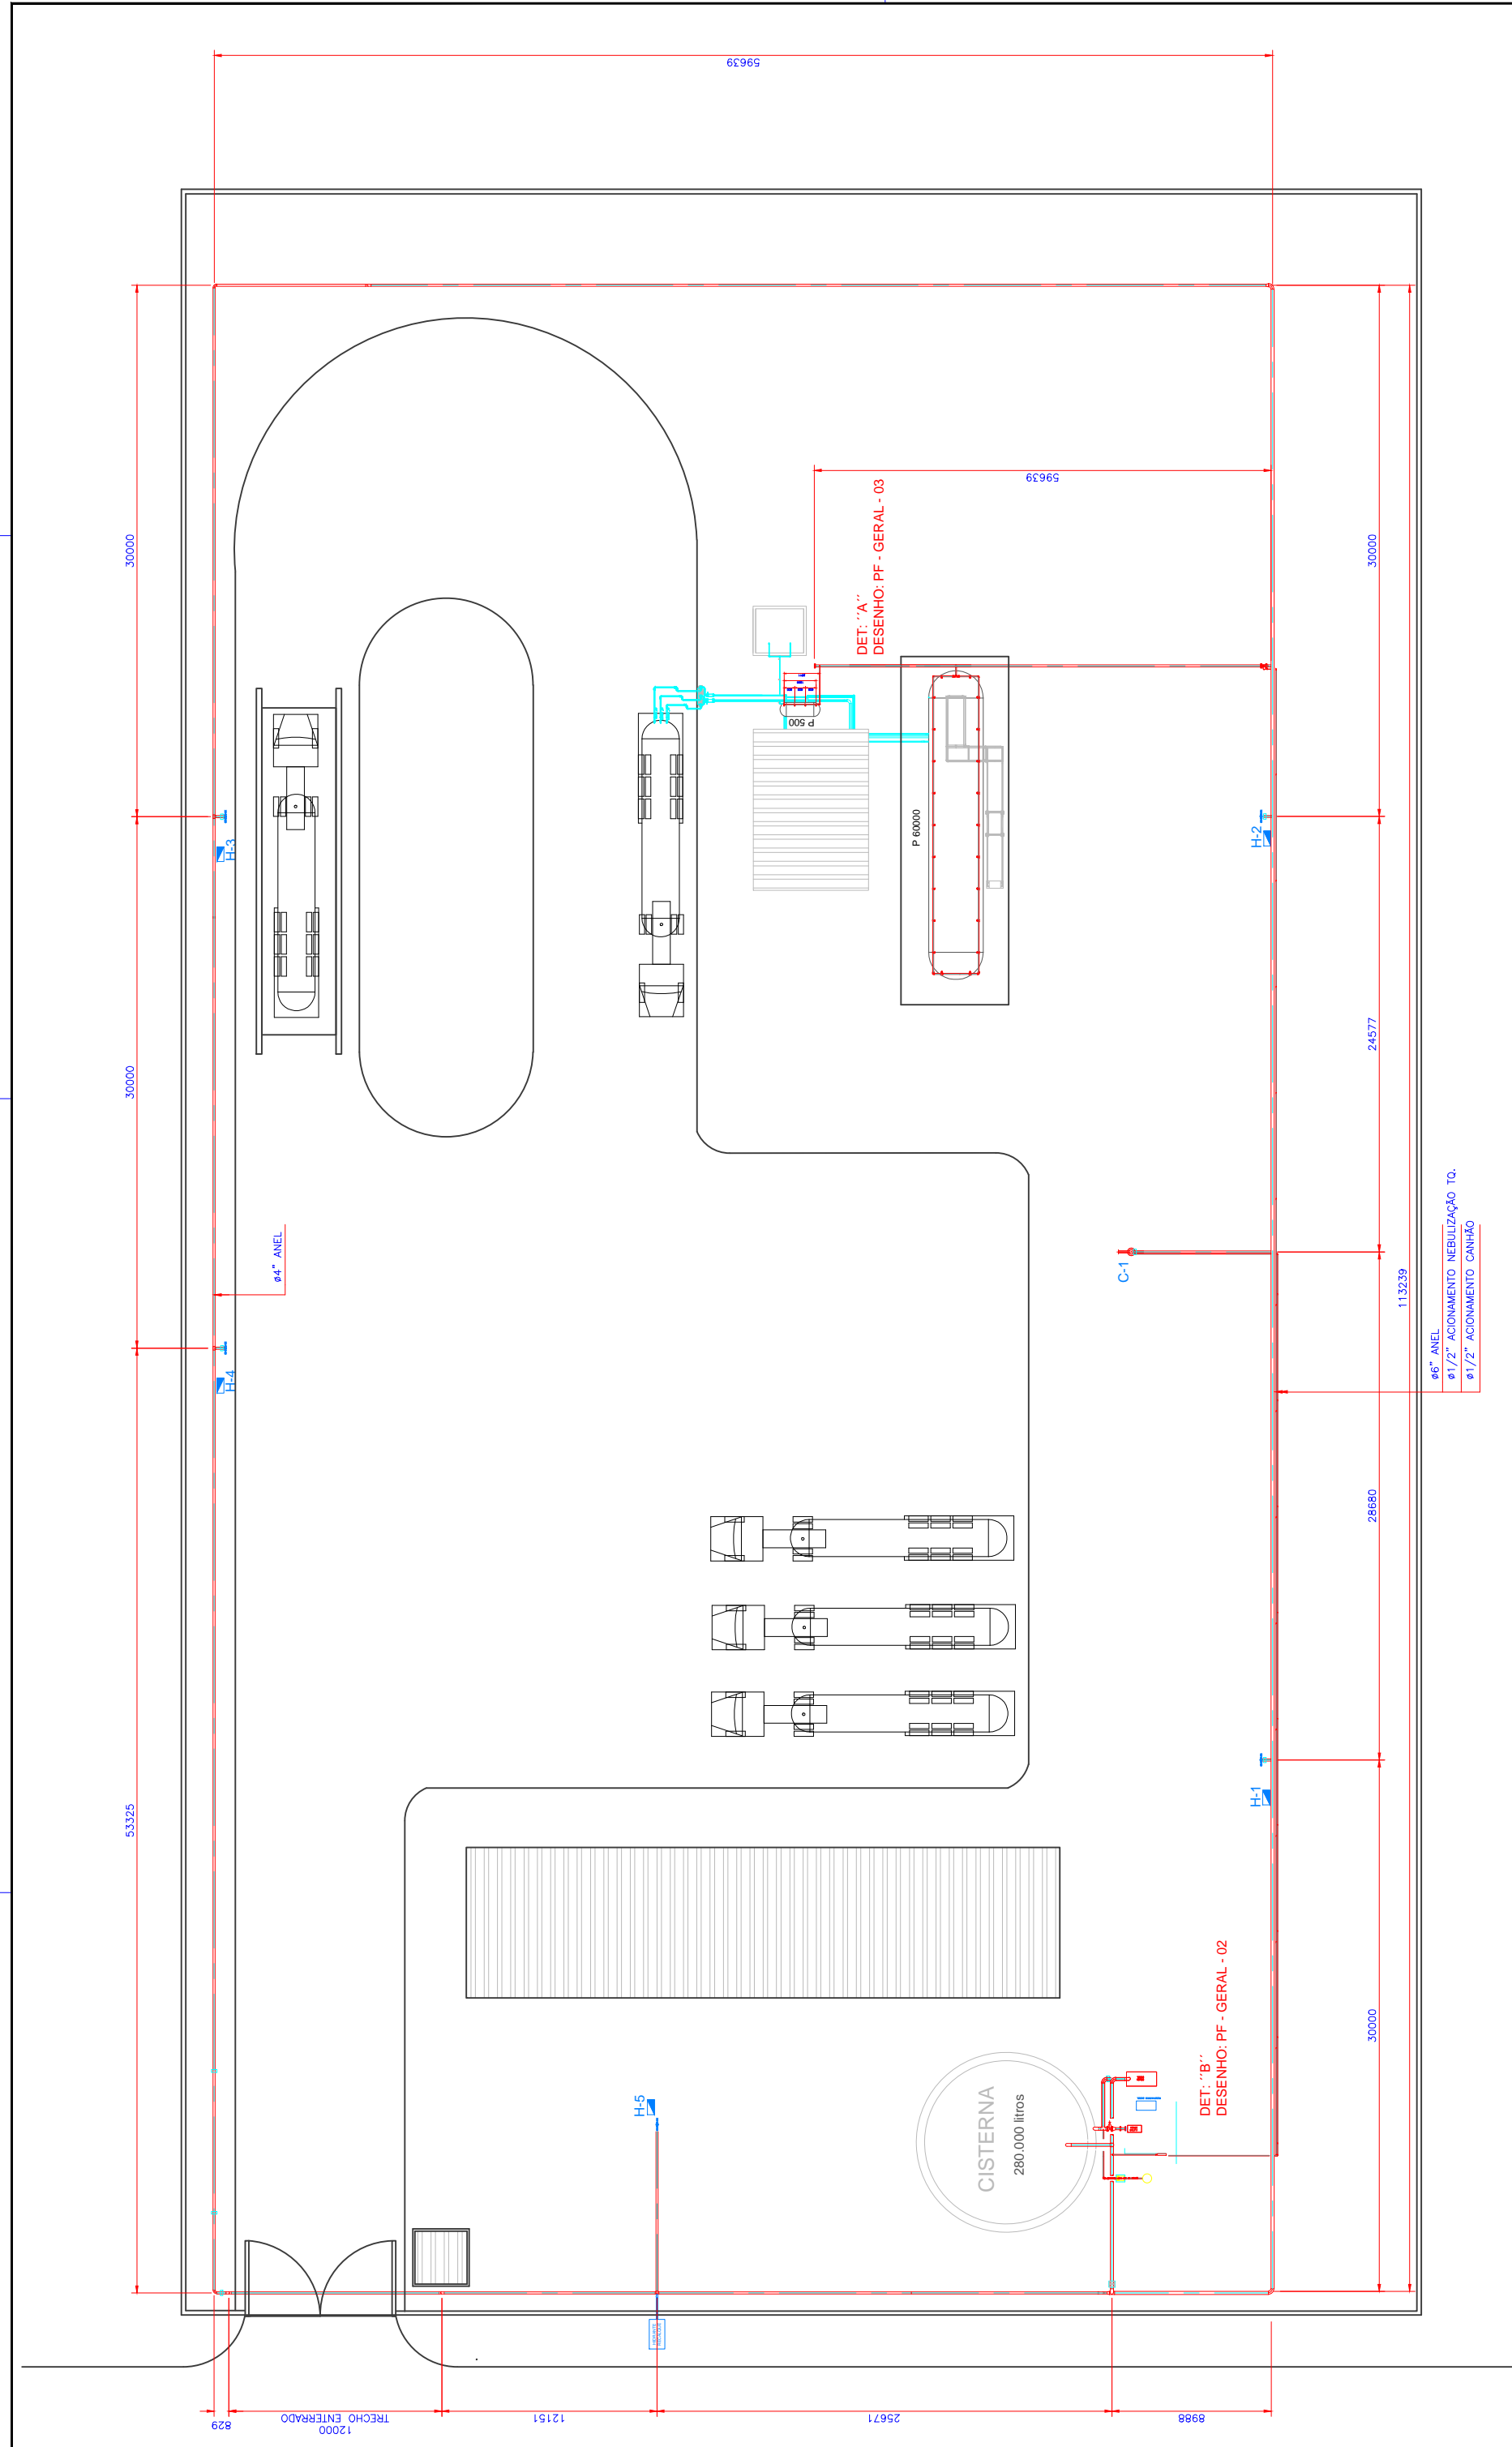 59639
30000
30000
59639
DET: ´´A´´
DESENHO: PF - GERAL - 03
P 500
P 60000
H-3
H-2
30000
24577
ø4" ANEL
C-1
113239
ø6" ANEL
ø1/2" ACIONAMENTO NEBULIZAÇÃO TQ.
ø1/2" ACIONAMENTO CANHÃO
H-4
28680
53325
H-1
30000
DET: ´´B´´
DESENHO: PF - GERAL - 02
H-5
CISTERNA
280.000 litros
829
TRECHO ENTERRADO
12000
12151
25671
8988